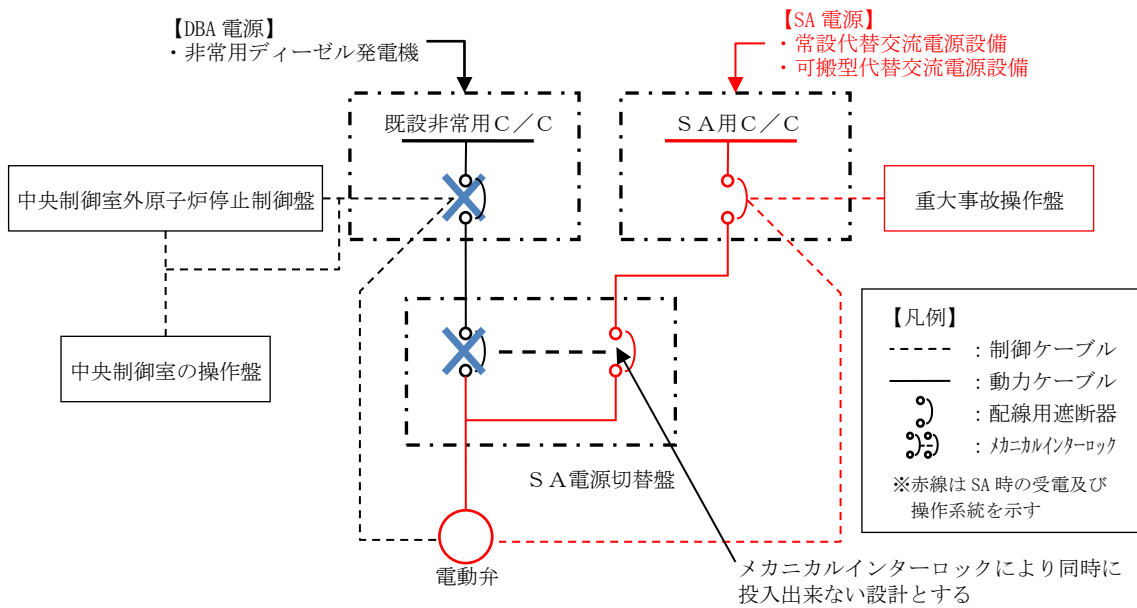 【DBA 電源】
・非常用ディーゼル発電機
【SA 電源】
・常設代替交流電源設備
・可搬型代替交流電源設備
既設非常用Ｃ／Ｃ
ＳＡ用Ｃ／Ｃ
中央制御室外原子炉停止制御盤
重大事故操作盤
中央制御室の操作盤
ＳＡ電源切替盤
電動弁
【凡例】
：制御ケーブル
：動力ケーブル
：配線用遮断器
：ﾒｶﾆｶﾙｲﾝﾀｰﾛｯｸ
※赤線は SA 時の受電及び
操作系統を示す
メカニカルインターロックにより同時に
投入出来ない設計とする